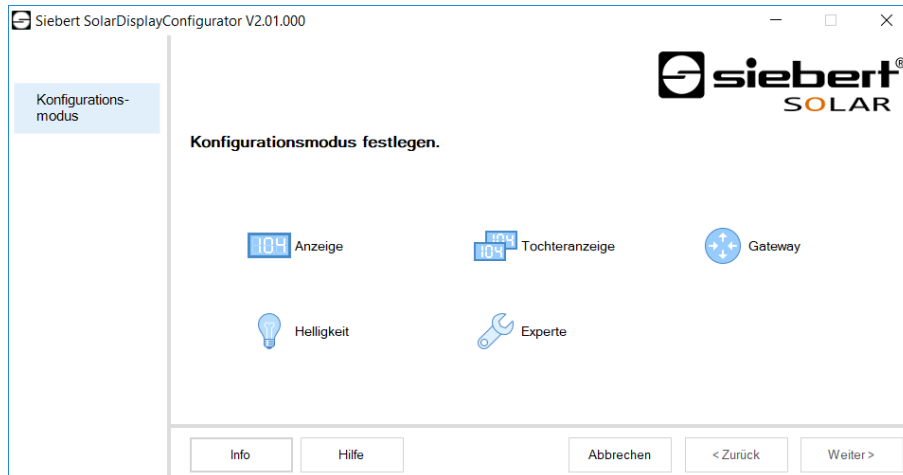 Siebert SolarDisplayConfigurator V2.01.000
siebert®
SOLAR
Konfigurations-
modus
Konfigurationsmodus festlegen.
104 Anzeige
104 104 Tochteranzeige
Gateway
Helligkeit
Experte
Info
Hilfe
Abbrechen
< Zurück
Weiter >